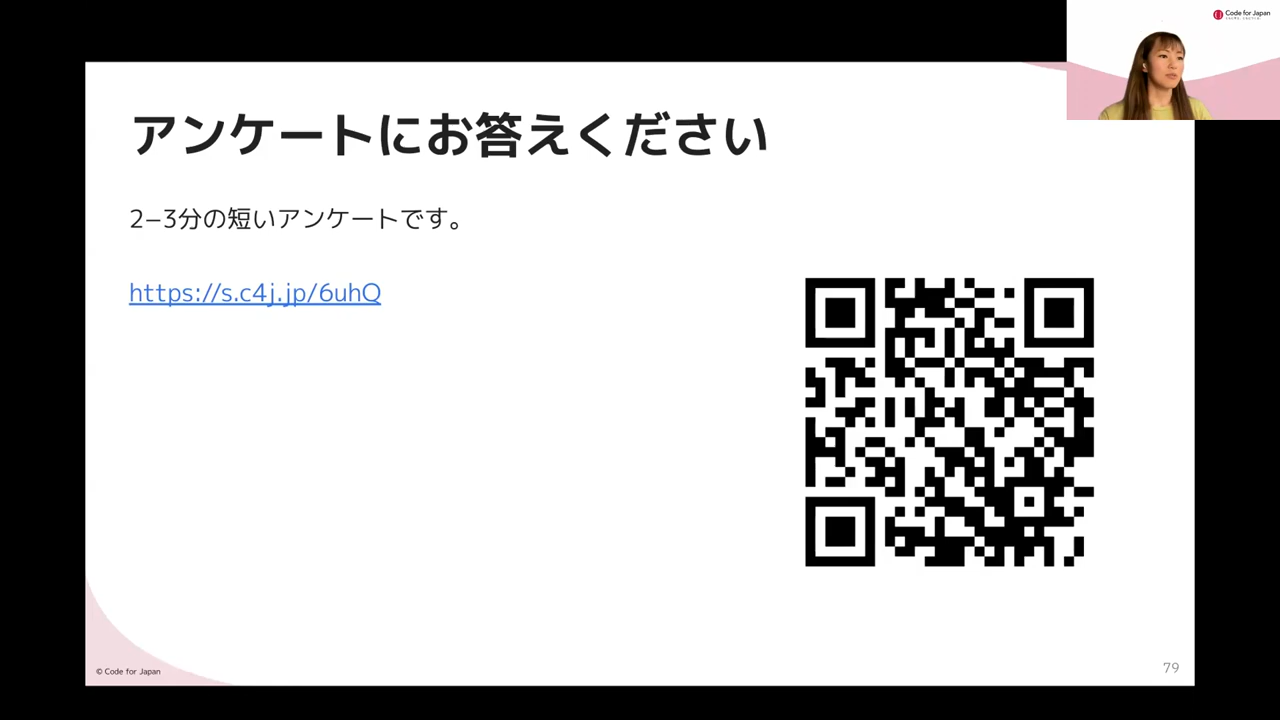 Code for Japan
アンケートにお答えください
2–3分の短いアンケートです。
https://s.c4j.jp/6uhQ
© Code for Japan
79